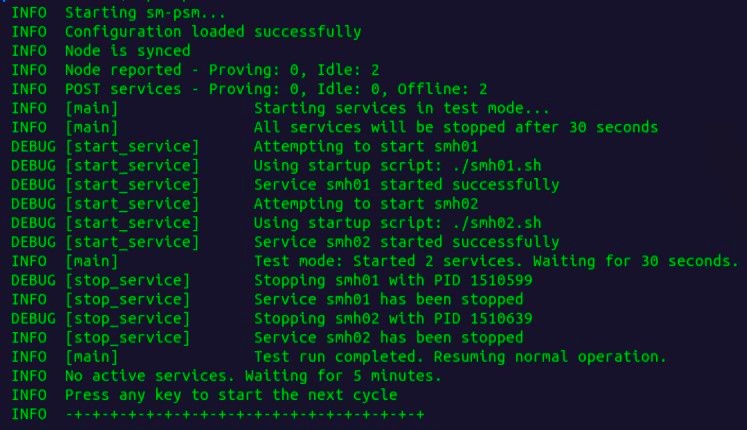 INFO Starting sm-psm...
INFO Configuration loaded successfully
INFO Node is synced
INFO Node reported - Proving: 0, Idle: 2
INFO POST services - Proving: 0, Idle: 0, Offline: 2
INFO [main] Starting services in test mode...
INFO [main] All services will be stopped after 30 seconds
DEBUG [start_service] Attempting to start smh01
DEBUG [start_service] Using startup script: ./smh01.sh
DEBUG [start_service] Service smh01 started successfully
DEBUG [start_service] Attempting to start smh02
DEBUG [start_service] Using startup script: ./smh02.sh
DEBUG [start_service] Service smh02 started successfully
INFO [main] Test mode: Started 2 services. Waiting for 30 seconds.
DEBUG [stop_service] Stopping smh01 with PID 1510599
INFO [stop_service] Service smh01 has been stopped
DEBUG [stop_service] Stopping smh02 with PID 1510639
INFO [stop_service] Service smh02 has been stopped
INFO [main] Test run completed. Resuming normal operation.
INFO No active services. Waiting for 5 minutes.
INFO Press any key to start the next cycle
INFO -+-+-+-+-+-+-+-+-+-+-+-+-+-+-+-+-+-+-+-+